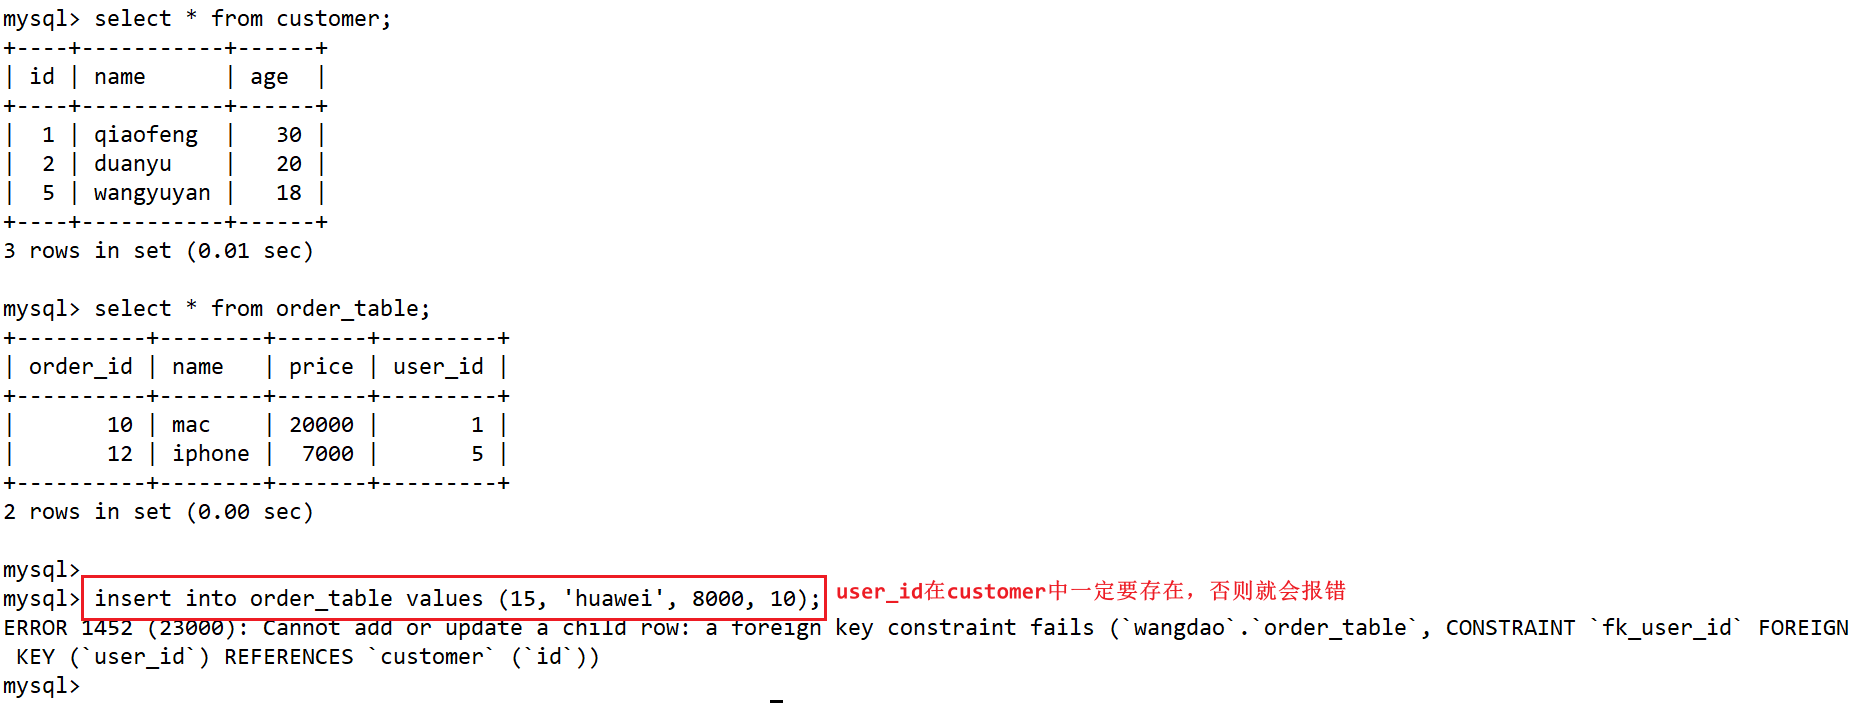 mysql> select * from customer;
+----+-----------+------+
| id | name      | age  |
+----+-----------+------+
|  1 | qiaofeng  |   30 |
|  2 | duanyu    |   20 |
|  5 | wangyuyan |   18 |
+----+-----------+------+
3 rows in set (0.01 sec)
mysql> select * from order_table;
+----------+--------+-------+---------+
| order_id | name   | price | user_id |
+----------+--------+-------+---------+
|       10 | mac    | 20000 |       1 |
|       12 | iphone |  7000 |       5 |
+----------+--------+-------+---------+
2 rows in set (0.00 sec)
mysql>
mysql> insert into order_table values (15, 'huawei', 8000, 10); user_id在customer中一定要存在，否则就会报错
ERROR 1452 (23000): Cannot add or update a child row: a foreign key constraint fails (`wangdao`.`order_table`, CONSTRAINT `fk_user_id` FOREIGN
 KEY (`user_id`) REFERENCES `customer` (`id`))
mysql>